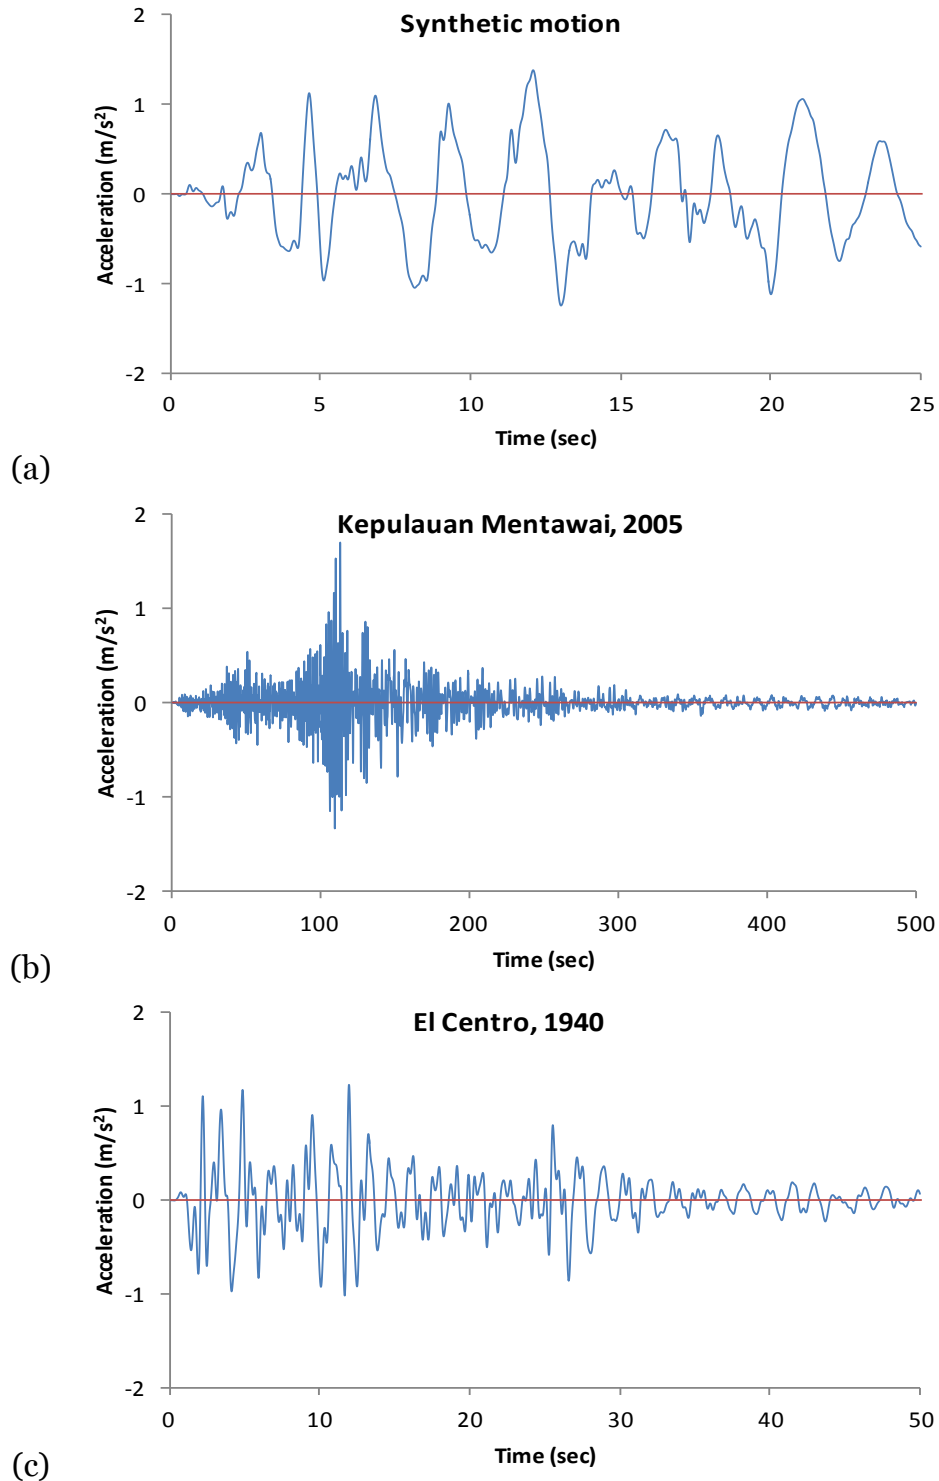 Synthetic motion
Acceleration (m/s²)
2
1
0
-1
-2
0 5 10 15 20 25
Time (sec)
(a)
Kepulauan Mentawai, 2005
Acceleration (m/s²)
2
1
0
-1
-2
0 100 200 300 400 500
Time (sec)
(b)
El Centro, 1940
Acceleration (m/s²)
2
1
0
-1
-2
0 10 20 30 40 50
Time (sec)
(c)